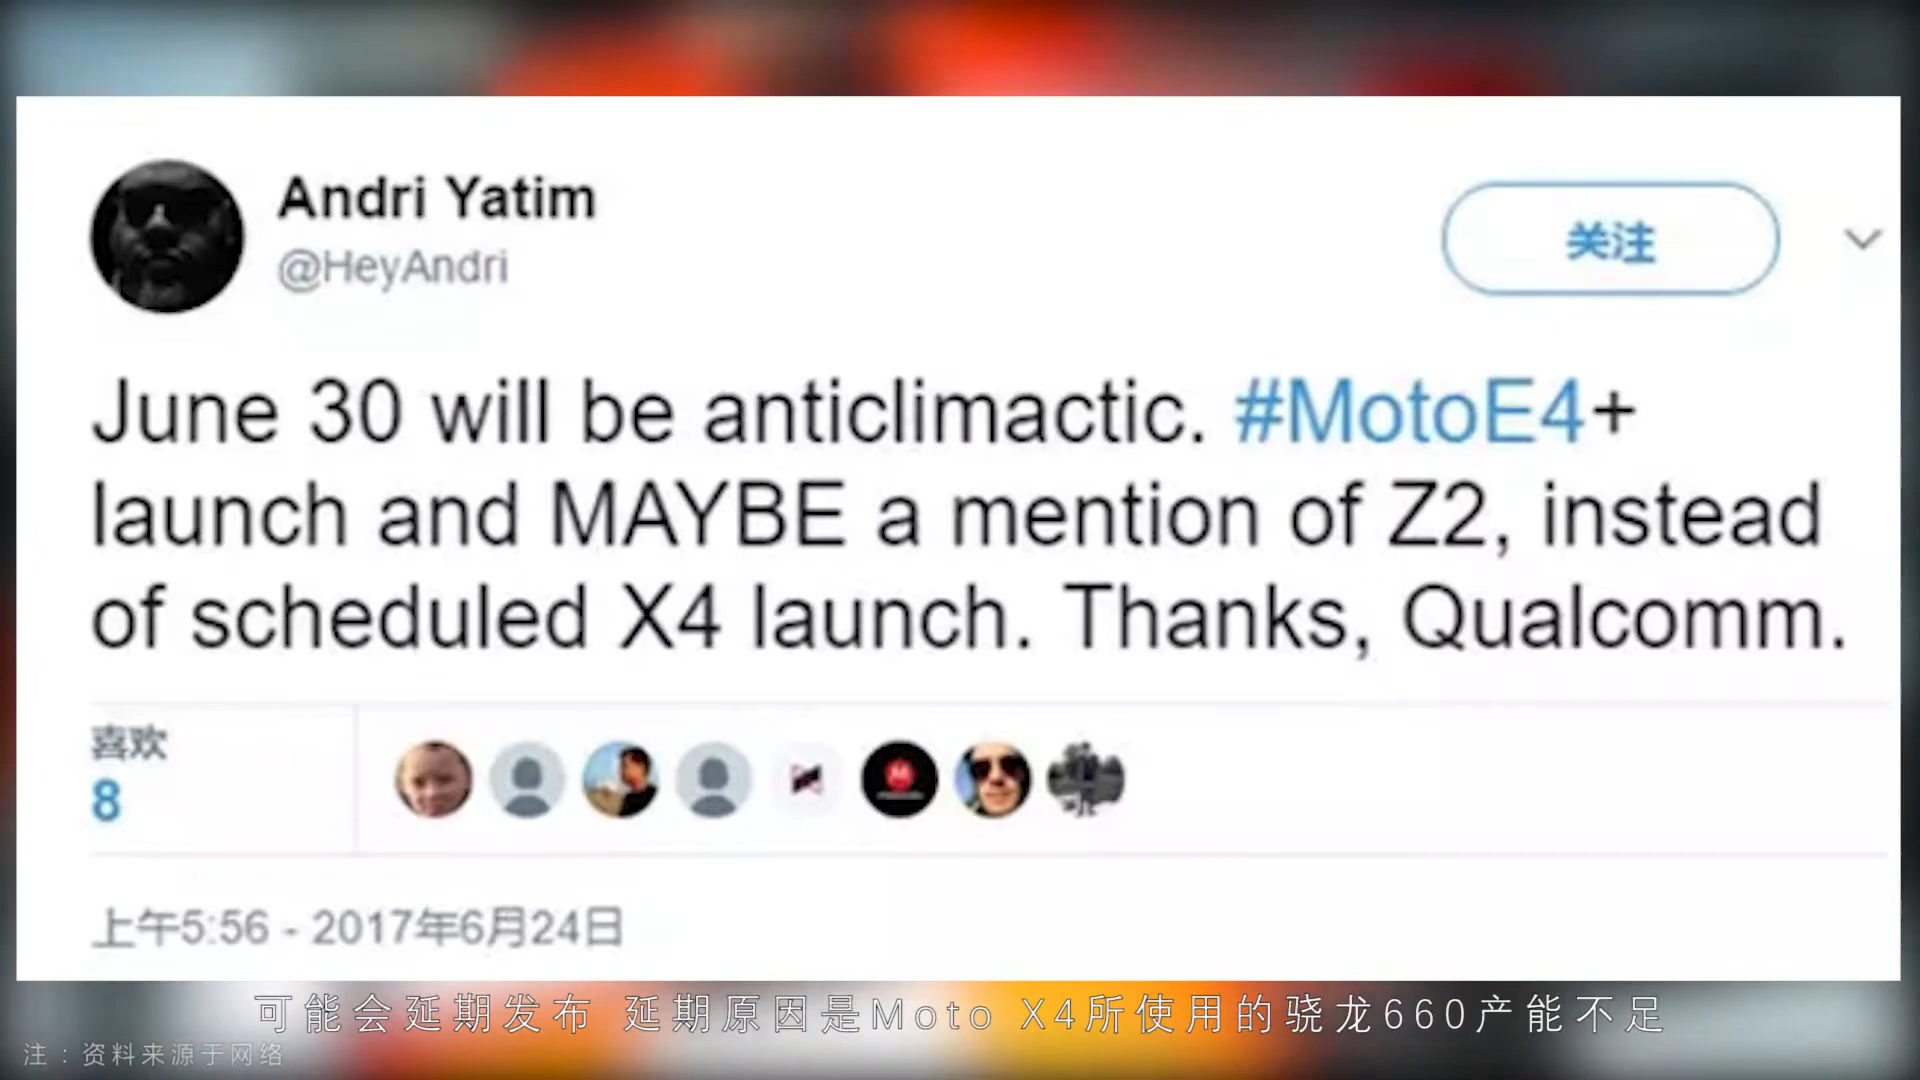 Andri Yatim
@HeyAndri
关注
June 30 will be anticlimactic. #MotoE4+
launch and MAYBE a mention of Z2, instead
of scheduled X4 launch. Thanks, Qualcomm.
喜欢
8
上午5:56 - 2017年6月24日
可能会延期发布 延期原因是Moto X4所使用的骁龙660产能不足
注：资料来源于网络